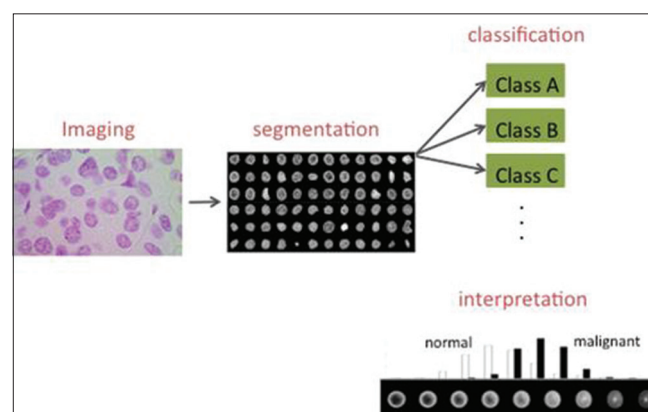 classification
Class A
Imaging
segmentation
Class B
Class C
interpretation
normal
malignant